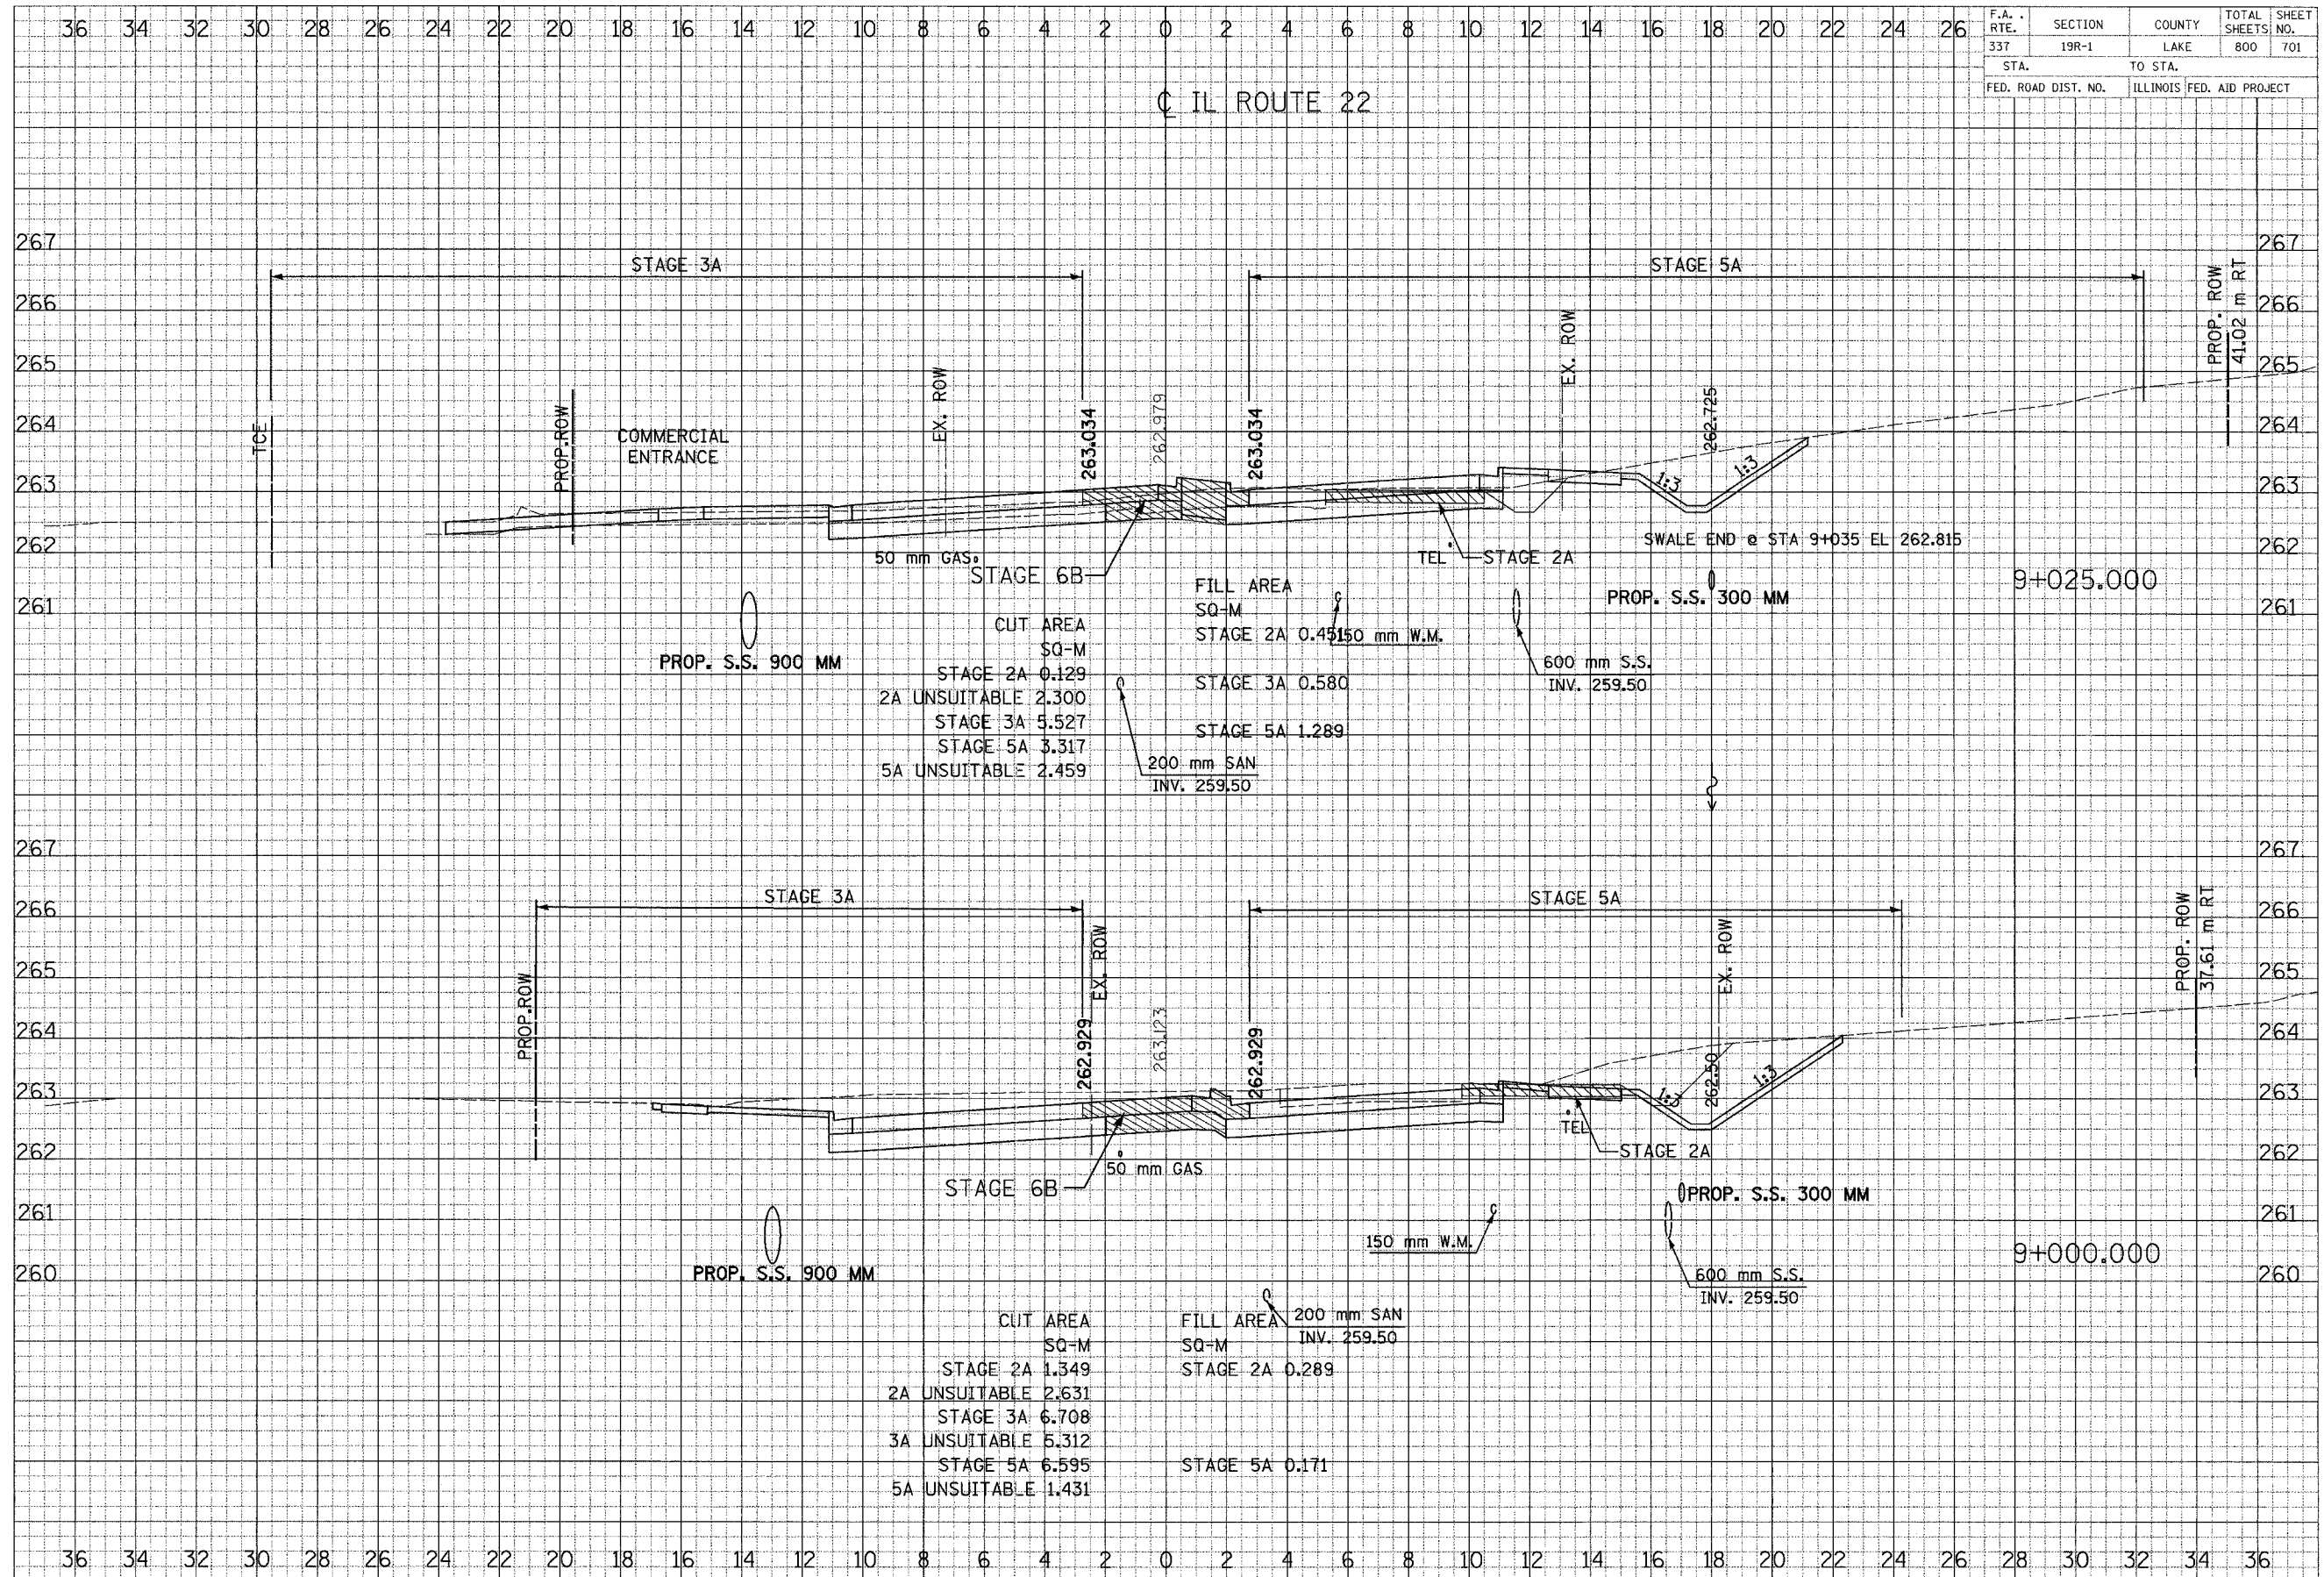 36 34 32 30 28 26 24 22 20 18 16 14 12 10 8 6 4 2 0 2 4 6 8 10 12 14 16 18 20 22 24 26
F.A. . RTE. SECTION COUNTY TOTAL SHEETS SHEET NO.
337 19R-1 LAKE 800 701
STA. TO STA.
FED. ROAD DIST. NO. ILLINOIS FED. AID PROJECT
℄ IL ROUTE 22
267 267
STAGE 3A STAGE 5A
266 266
PROP. ROW
41.02 m RT
265 265
EX. ROW
EX. ROW
264 264
TCE
PROP.ROW
COMMERCIAL
ENTRANCE
263.034
262.979
263.034
262.725
263 263
1:3 1:3
262 262
SWALE END @ STA 9+035 EL 262.815
50 mm GAS
STAGE 6B
TEL
STAGE 2A
9+025.000
261 261
PROP. S.S. 300 MM
PROP. S.S. 900 MM
150 mm W.M.
600 mm S.S.
INV. 259.50
200 mm SAN
INV. 259.50
CUT AREA
SQ-M
STAGE 2A 0.129
2A UNSUITABLE 2.300
STAGE 3A 5.527
STAGE 5A 3.317
5A UNSUITABLE 2.459
FILL AREA
SQ-M
STAGE 2A 0.451
STAGE 3A 0.580
STAGE 5A 1.289
267 267
STAGE 3A STAGE 5A
266 266
PROP. ROW
37.61 m RT
EX. ROW
EX. ROW
265 265
PROP.ROW
264 264
262.929
263.123
262.929
262.50
263 263
1:3 1:3
TEL
STAGE 2A
262 262
50 mm GAS
STAGE 6B
PROP. S.S. 300 MM
261 261
150 mm W.M.
9+000.000
260 260
PROP. S.S. 900 MM
600 mm S.S.
INV. 259.50
200 mm SAN
INV. 259.50
CUT AREA
SQ-M
STAGE 2A 1.349
2A UNSUITABLE 2.631
STAGE 3A 6.708
3A UNSUITABLE 5.312
STAGE 5A 6.595
5A UNSUITABLE 1.431
FILL AREA
SQ-M
STAGE 2A 0.289
STAGE 5A 0.171
36 34 32 30 28 26 24 22 20 18 16 14 12 10 8 6 4 2 0 2 4 6 8 10 12 14 16 18 20 22 24 26 28 30 32 34 36